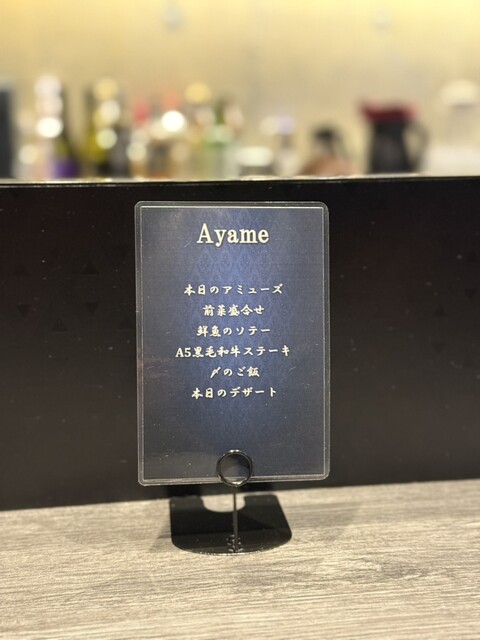 Ayame
本日のアミューズ
前菜盛合せ
鮮魚のソテー
A5黒毛和牛ステーキ
〆のご飯
本日のデザート